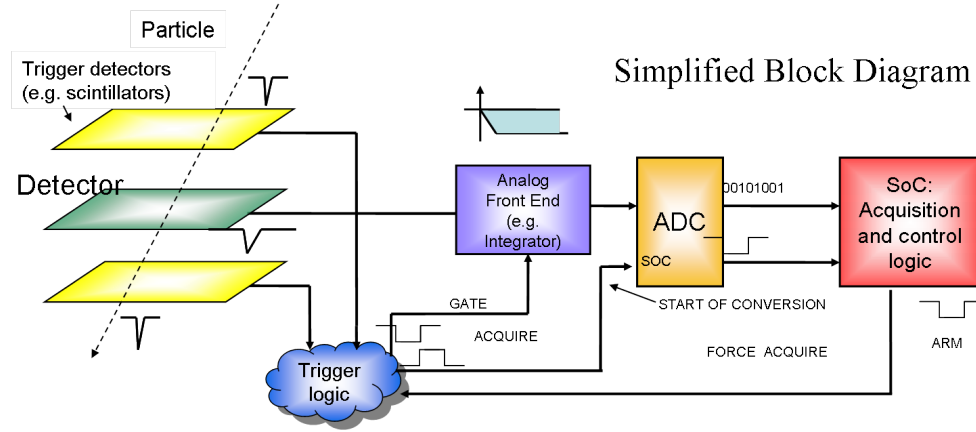 Particle
Simplified Block Diagram
Trigger detectors
(e.g. scintillators)
Detector
Analog
Front End
(e.g.
Integrator)
ADC
SOC
00101001
SoC:
Acquisition
and control
logic
GATE
ACQUIRE
START OF CONVERSION
FORCE ACQUIRE
ARM
Trigger
logic